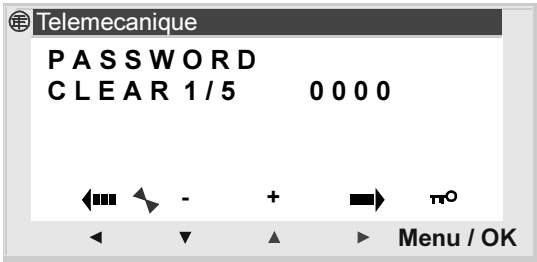 Telemecanique
PASSWORD
CLEAR 1/5 0000
- +
Menu / OK